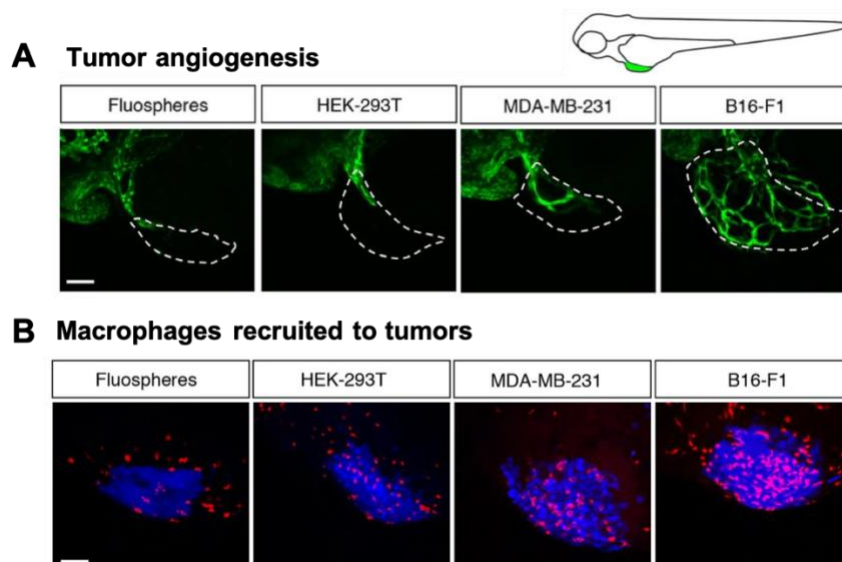 A Tumor angiogenesis
Fluospheres HEK-293T MDA-MB-231 B16-F1
B Macrophages recruited to tumors
Fluospheres HEK-293T MDA-MB-231 B16-F1